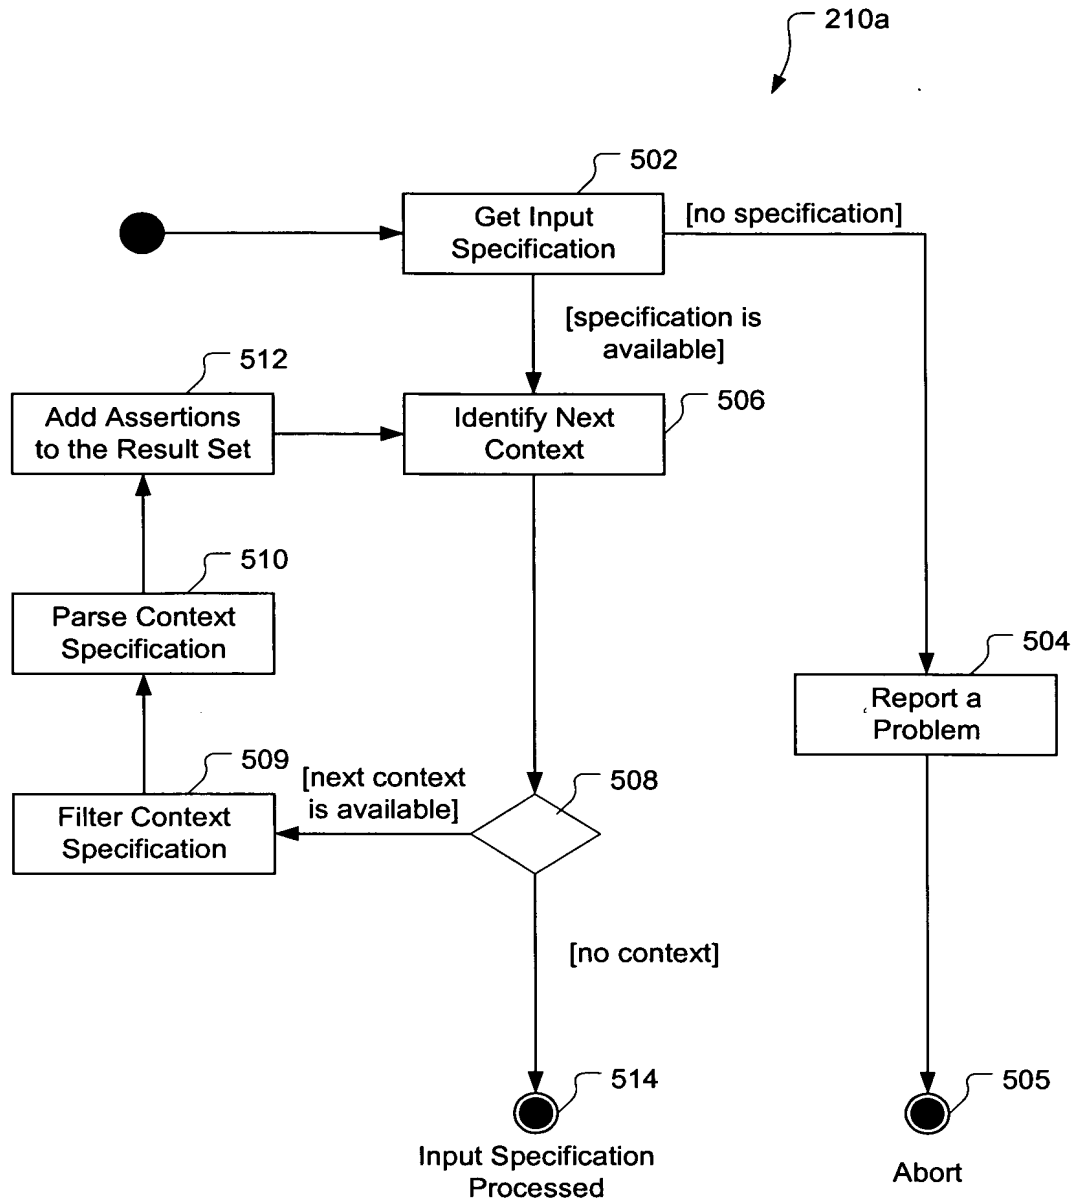 210a
502
Get Input
Specification
[no specification]
[specification is
available]
512
Add Assertions
to the Result Set
506
Identify Next
Context
510
Parse Context
Specification
504
Report a
Problem
509
Filter Context
Specification
[next context
is available]
508
[no context]
514
Input Specification
Processed
505
Abort